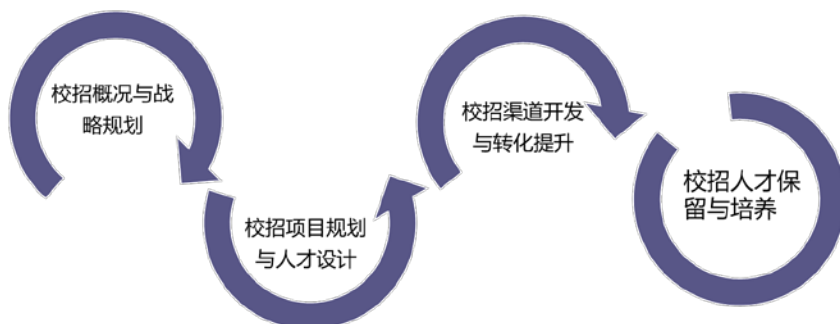 校招概况与战
略规划
校招项目规划
与人才设计
校招渠道开发
与转化提升
校招人才保
留与培养